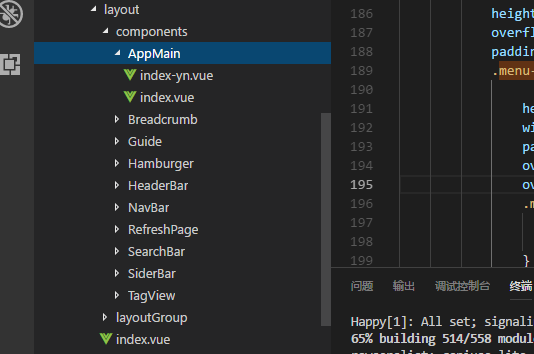 layout
components
AppMain
index-yn.vue
index.vue
Breadcrumb
Guide
Hamburger
HeaderBar
NavBar
RefreshPage
SearchBar
SiderBar
TagView
layoutGroup
index.vue
186 height
187 overfl
188 paddin
189 .menu-
190
191 he
192 wi
193 pa
194 ov
195 ov
196 .m
197
198
199 }
问题 输出 调试控制台 终端
Happy[1]: All set; signali
65% building 514/558 modul